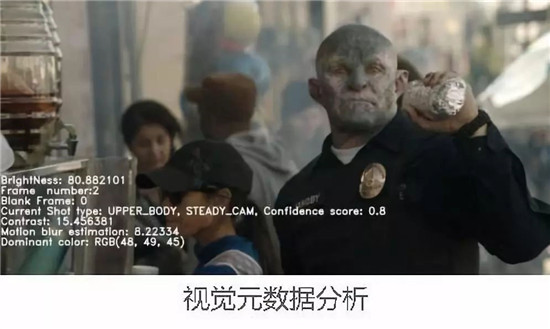 BrightNess: 80.882101
Frame number:2
Blank Frame: 0
Current Shot type: UPPER_BODY, STEADY_CAM, Confidence score: 0.8
Contrast: 15.456381
Motion blur estimation: 8.22334
Dominant color: RGB(48, 49, 45)
视觉元数据分析